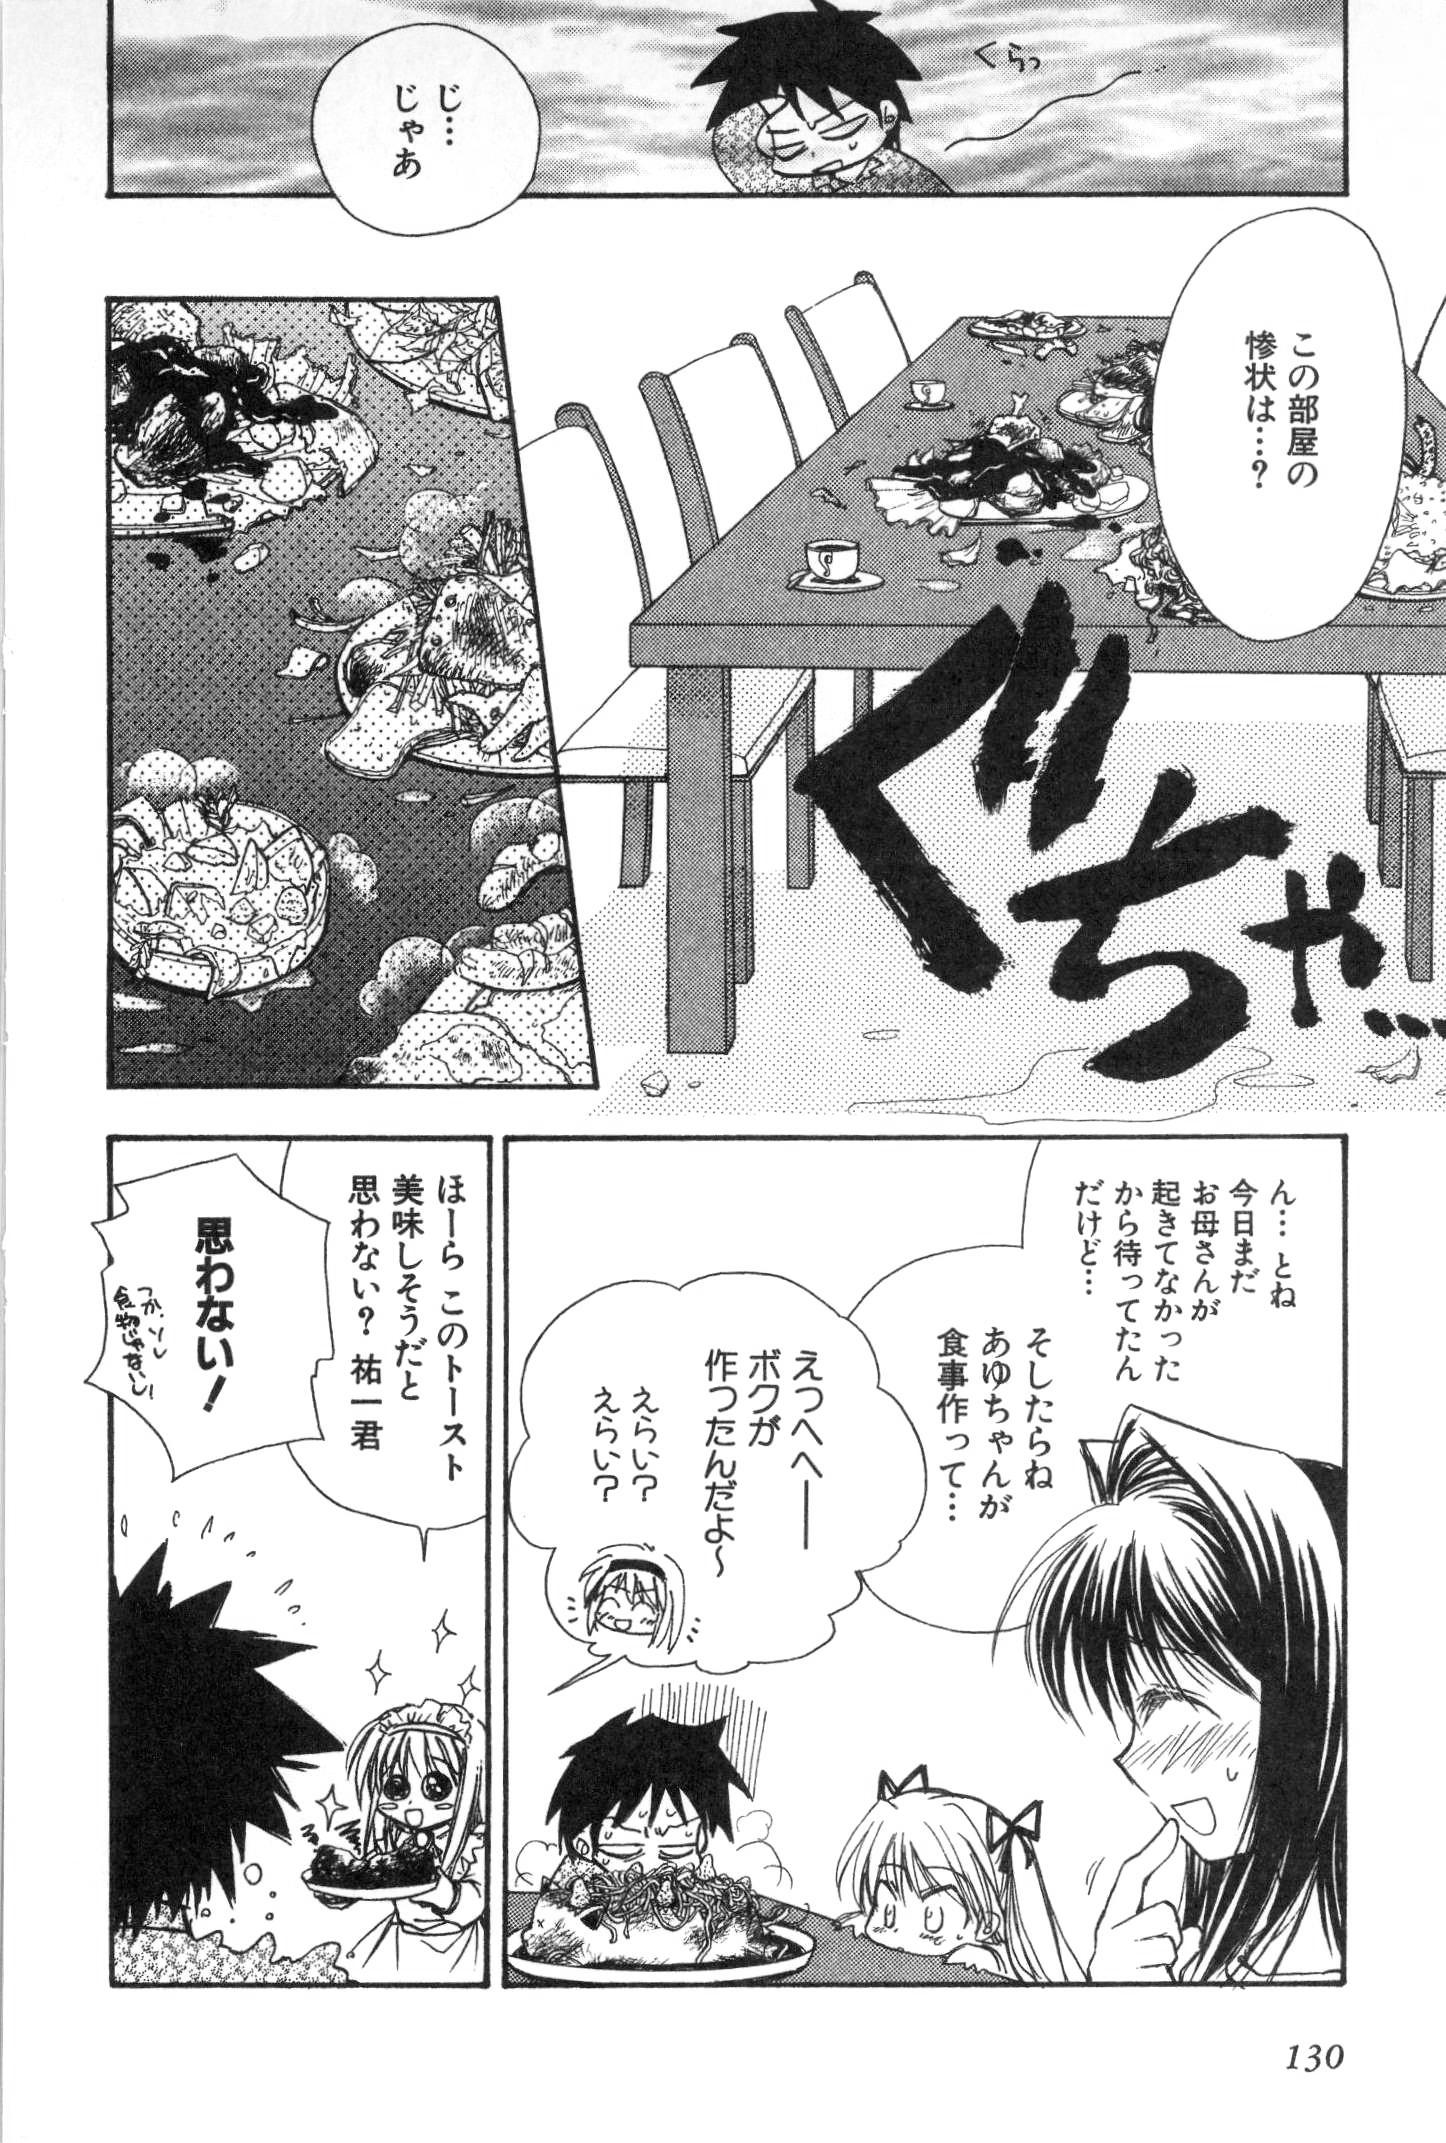 くらっ
じ…
じゃあ
この部屋の
惨状は…？
ぐっちゃ…
ん… とね
今日まだ
お母さんが
起きてなかった
から待ってたん
だけど…
そしたらね
あゆちゃんが
食事作って…
えっへへー
ボクが
作ったんだよ〜
えらい？
えらい？
ほーら このトースト
美味しそうだと
思わない？ 祐一君
思わない！
つか、ソレ
食物じゃないし！
130